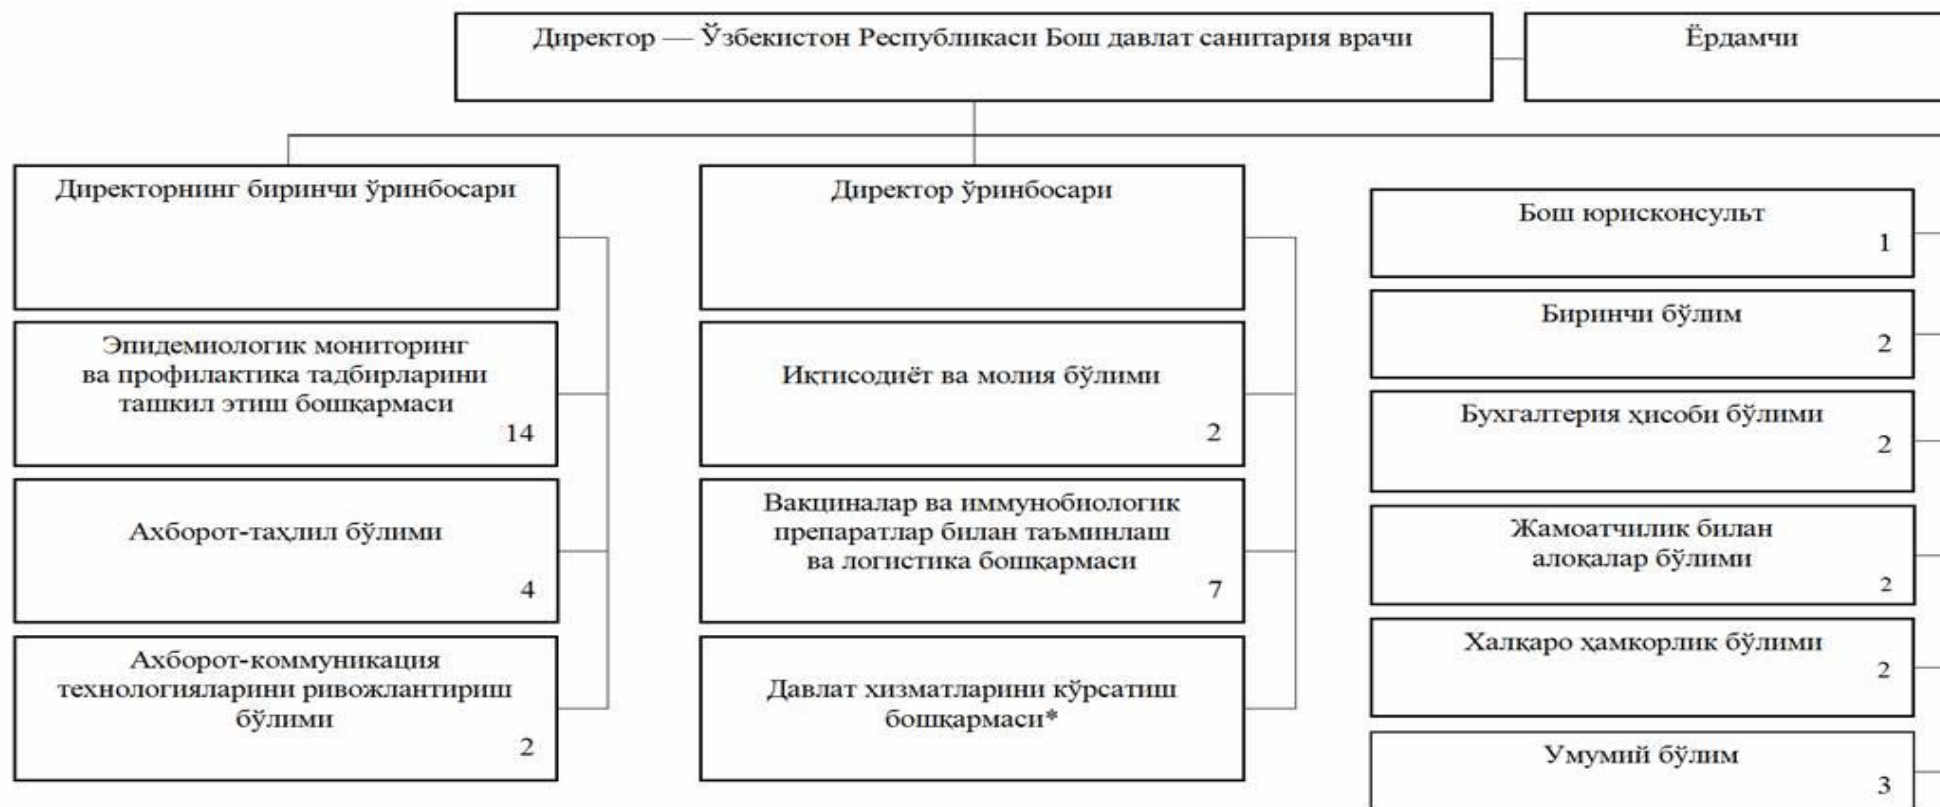 Директор — Ўзбекистон Республикаси Бош давлат санитария врачи
Ёрдамчи
Директорнинг биринчи ўринбосари
Эпидемиологик мониторинг
ва профилактика тадбирларини
ташкил этиш бошқармаси
14
Ахборот-таҳлил бўлими
4
Ахборот-коммуникация
технологияларини ривожлантириш
бўлими
2
Директор ўринбосари
Иқтисодиёт ва молия бўлими
2
Вакциналар ва иммунобиологик
препаратлар билан таъминлаш
ва логистика бошқармаси
7
Давлат хизматларини кўрсатиш
бошқармаси*
Бош юрисконсульт
1
Биринчи бўлим
2
Бухгалтерия ҳисоби бўлими
2
Жамоатчилик билан
алоқалар бўлими
2
Халқаро ҳамкорлик бўлими
2
Умумий бўлим
3